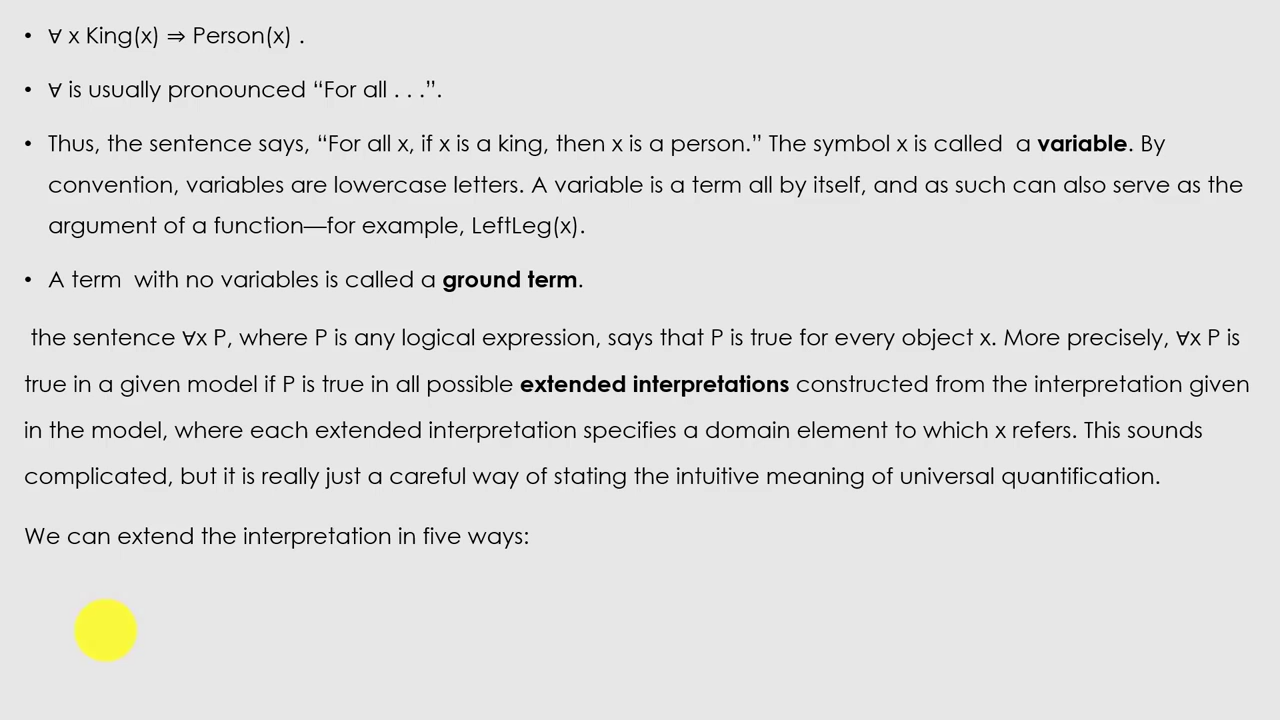 • ∀ x King(x) ⇒ Person(x) .
• ∀ is usually pronounced “For all . . .”.
• Thus, the sentence says, “For all x, if x is a king, then x is a person.” The symbol x is called a variable. By
convention, variables are lowercase letters. A variable is a term all by itself, and as such can also serve as the
argument of a function—for example, LeftLeg(x).
• A term with no variables is called a ground term.
the sentence ∀x P, where P is any logical expression, says that P is true for every object x. More precisely, ∀x P is
true in a given model if P is true in all possible extended interpretations constructed from the interpretation given
in the model, where each extended interpretation specifies a domain element to which x refers. This sounds
complicated, but it is really just a careful way of stating the intuitive meaning of universal quantification.
We can extend the interpretation in five ways: